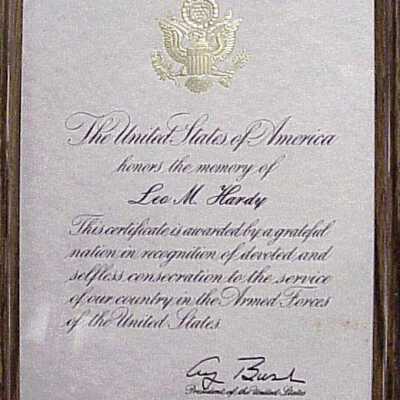 The United States of America
honors the memory of
Leo M. Hardy
This certificate is awarded by a grateful
nation in recognition of devoted and
selfless consecration to the service
of our country in the Armed Forces
of the United States.
Bush
President of the United States